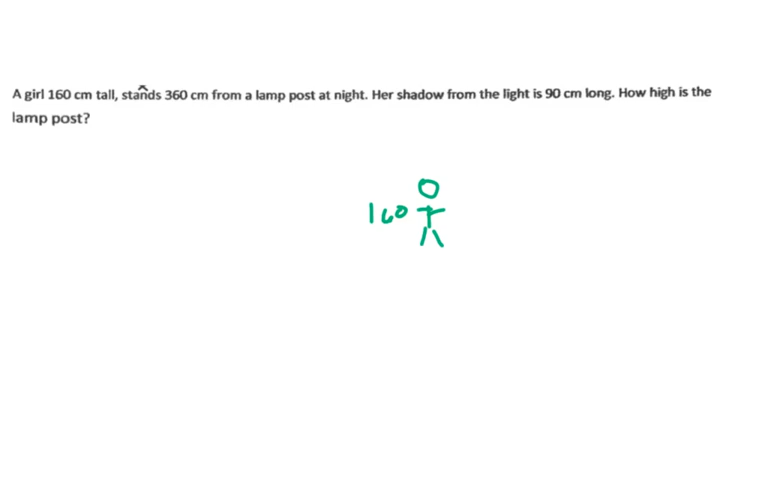 A girl 160 cm tall, stands 360 cm from a lamp post at night. Her shadow from the light is 90 cm long. How high is the
lamp post?
160